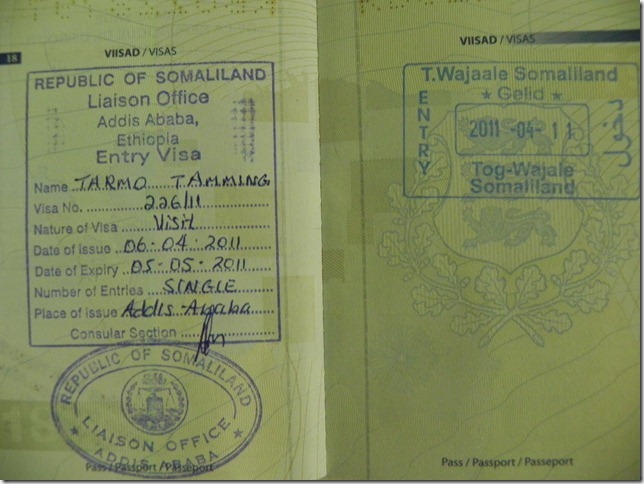 18
VIISAD / VISAS
REPUBLIC OF SOMALILAND
Liaison Office
Addis Ababa,
Ethiopia
Entry Visa
Name TARMO TAMMING
Visa No. 226/11
Nature of Visa Visit
Date of Issue 06-04-2011
Date of Expiry 05-05-2011
Number of Entries SINGLE
Place of issue Addis-Ababa
Consular Section
REPUBLIC OF SOMALILAND
LIAISON OFFICE
ADDIS ABABA
Pass / Passport / Passeport
VIISAD / VISAS
T.Wajaale Somaliland
★ Gelid ★
ENTRY
2011 -04- 11
Tog-Wajale
Somaliland
Pass / Passport / Passeport